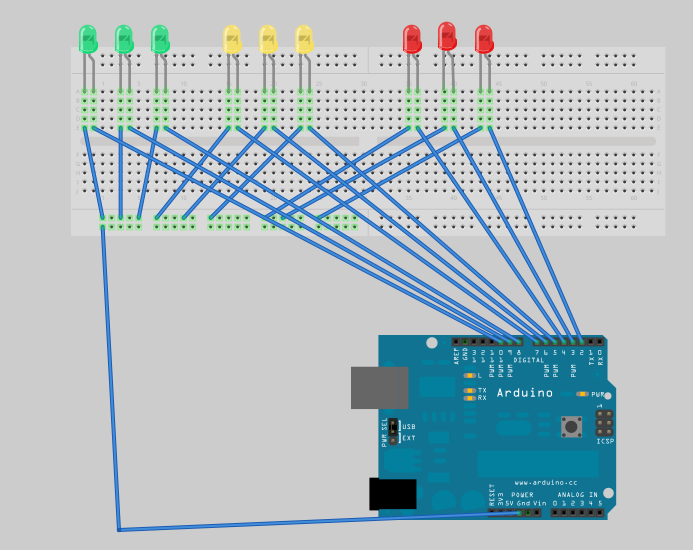 AREF
GND
13
12
11
10
9
8
7
6
5
4
3
2
1
0
PWM
PWM
PWM
PWM
PWM
PWM
TX
RX
DIGITAL
L
TX
RX
Arduino
PWR
1
PWM SEL
USB
EXT
ICSP
www.arduino.cc
POWER
ANALOG IN
RESET
3V3
5V Gnd Vin
0 1 2 3 4 5